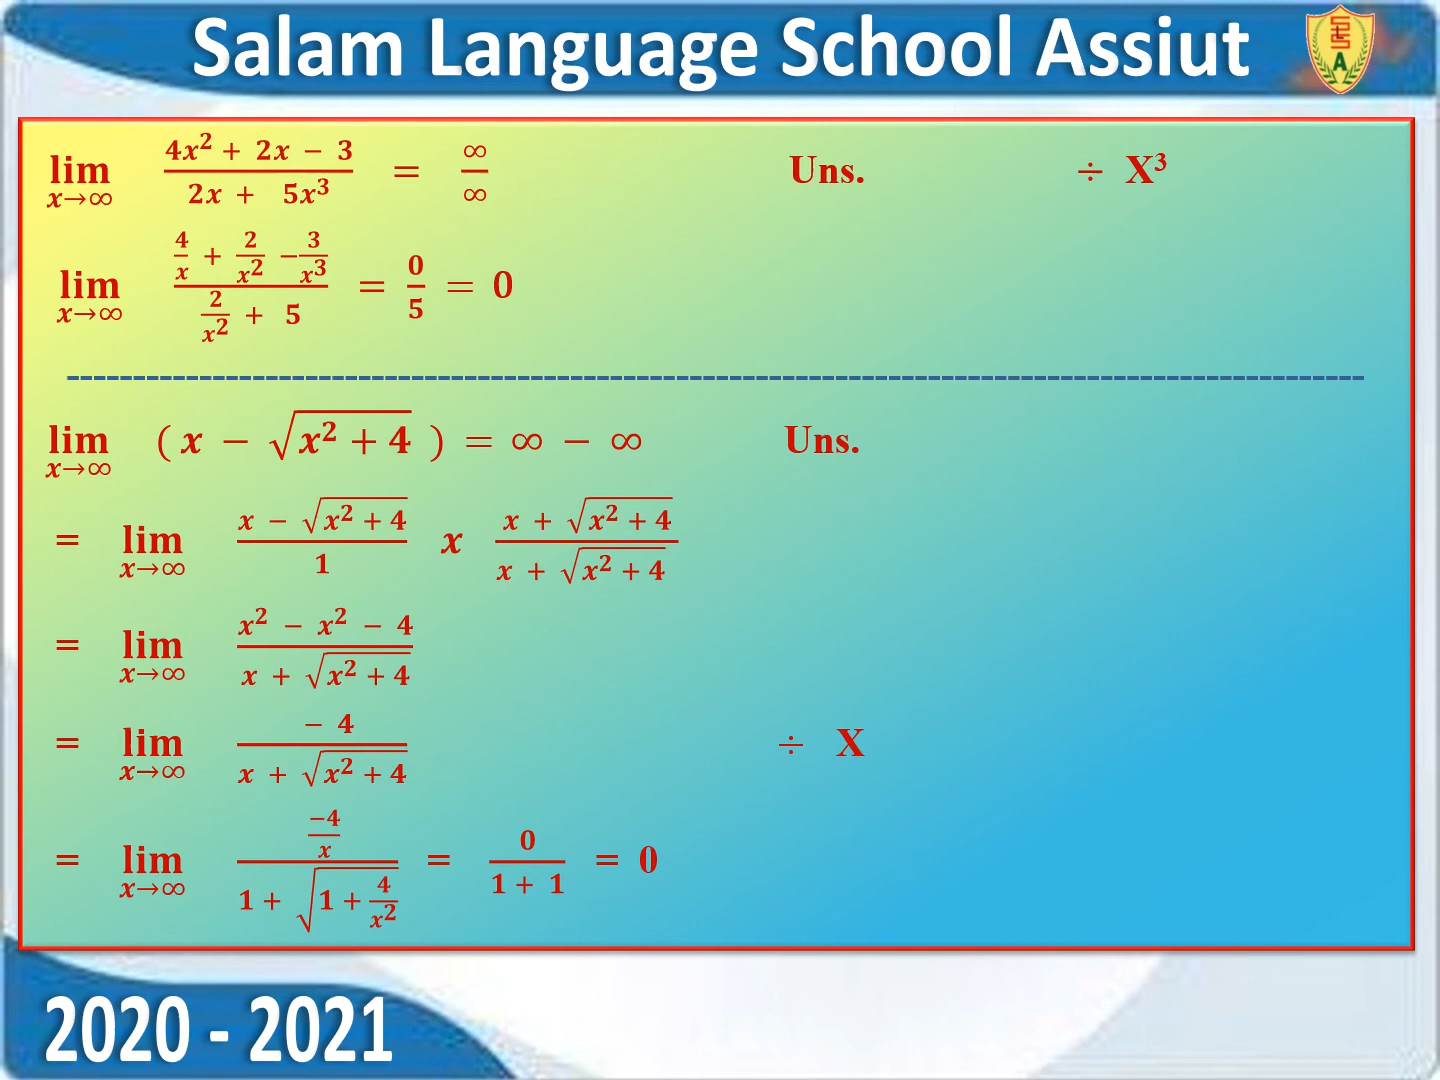 Salam Language School Assiut
S L S A
lim x→∞ (4x² + 2x − 3)/(2x + 5x³) = ∞/∞ Uns. ÷ X³
lim x→∞ (4/x + 2/x² − 3/x³)/(2/x² + 5) = 0/5 = 0
lim x→∞ ( x − √(x² + 4) ) = ∞ − ∞ Uns.
= lim x→∞ (x − √(x² + 4))/1 x (x + √(x² + 4))/(x + √(x² + 4))
= lim x→∞ (x² − x² − 4)/(x + √(x² + 4))
= lim x→∞ (− 4)/(x + √(x² + 4)) ÷ X
= lim x→∞ (−4/x)/(1 + √(1 + 4/x²)) = 0/(1 + 1) = 0
2020 - 2021